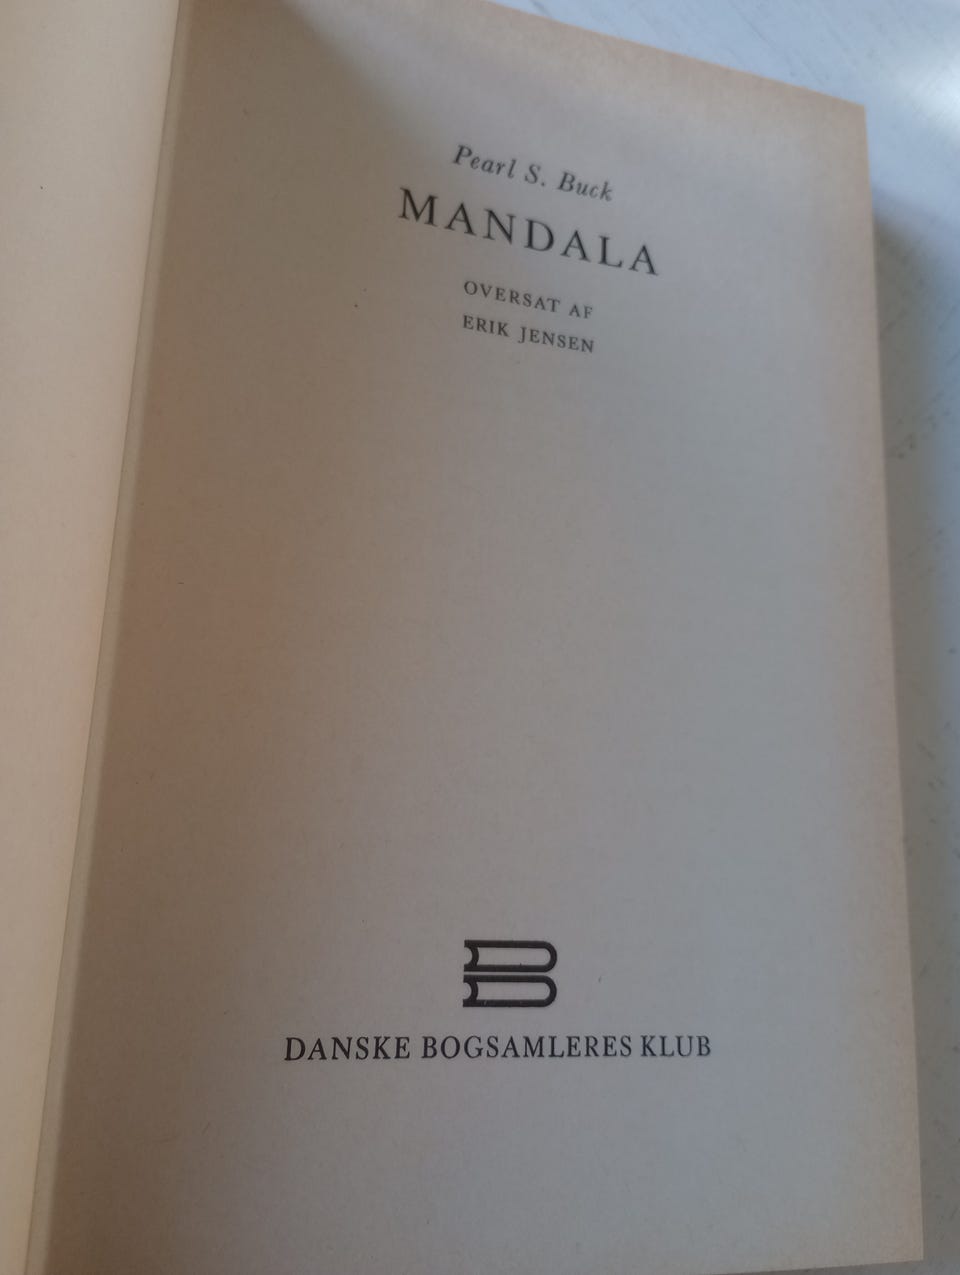 Pearl S. Buck
MANDALA
OVERSAT AF
ERIK JENSEN
DANSKE BOGSAMLERES KLUB